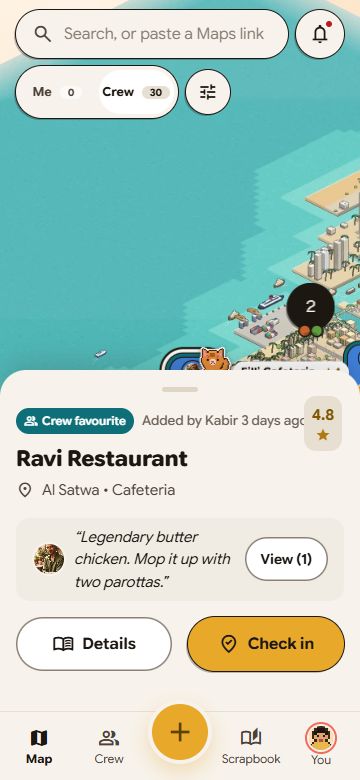 Search, or paste a Maps link
Me 0 Crew 30
2
Crew favourite Added by Kabir 3 days ago
4.8
Ravi Restaurant
Al Satwa • Cafeteria
“Legendary butter
chicken. Mop it up with
two parottas.”
View (1)
Details Check in
Map Crew Scrapbook You